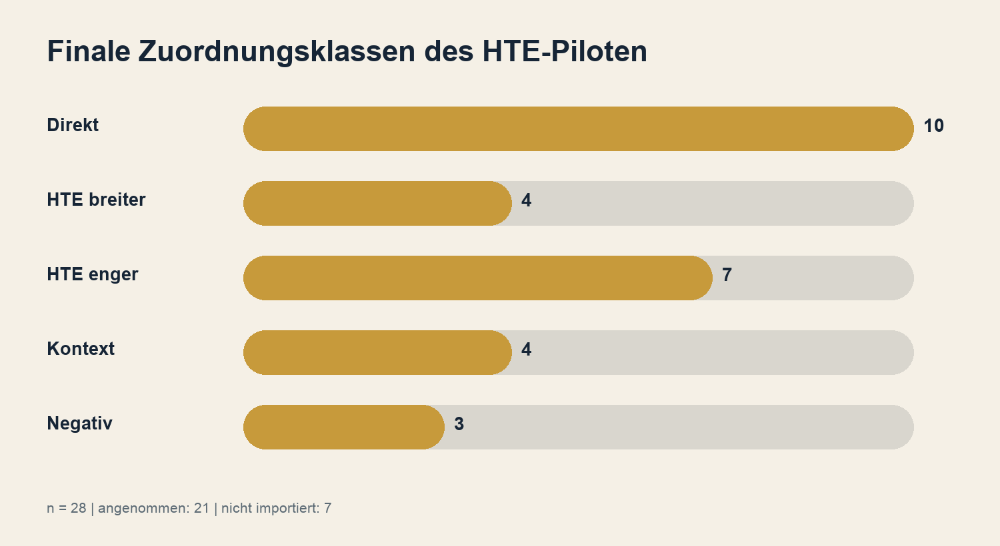 Finale Zuordnungsklassen des HTE-Piloten
Direkt 10
HTE breiter 4
HTE enger 7
Kontext 4
Negativ 3
n = 28 | angenommen: 21 | nicht importiert: 7